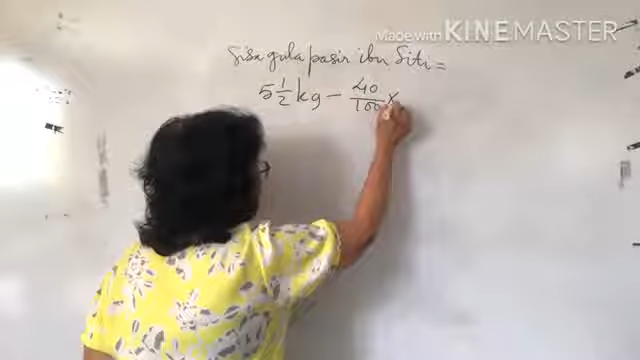 Made with KINEMASTER
Sisa gula pasir ibu Siti =
5 1/2 kg - 40/100 x